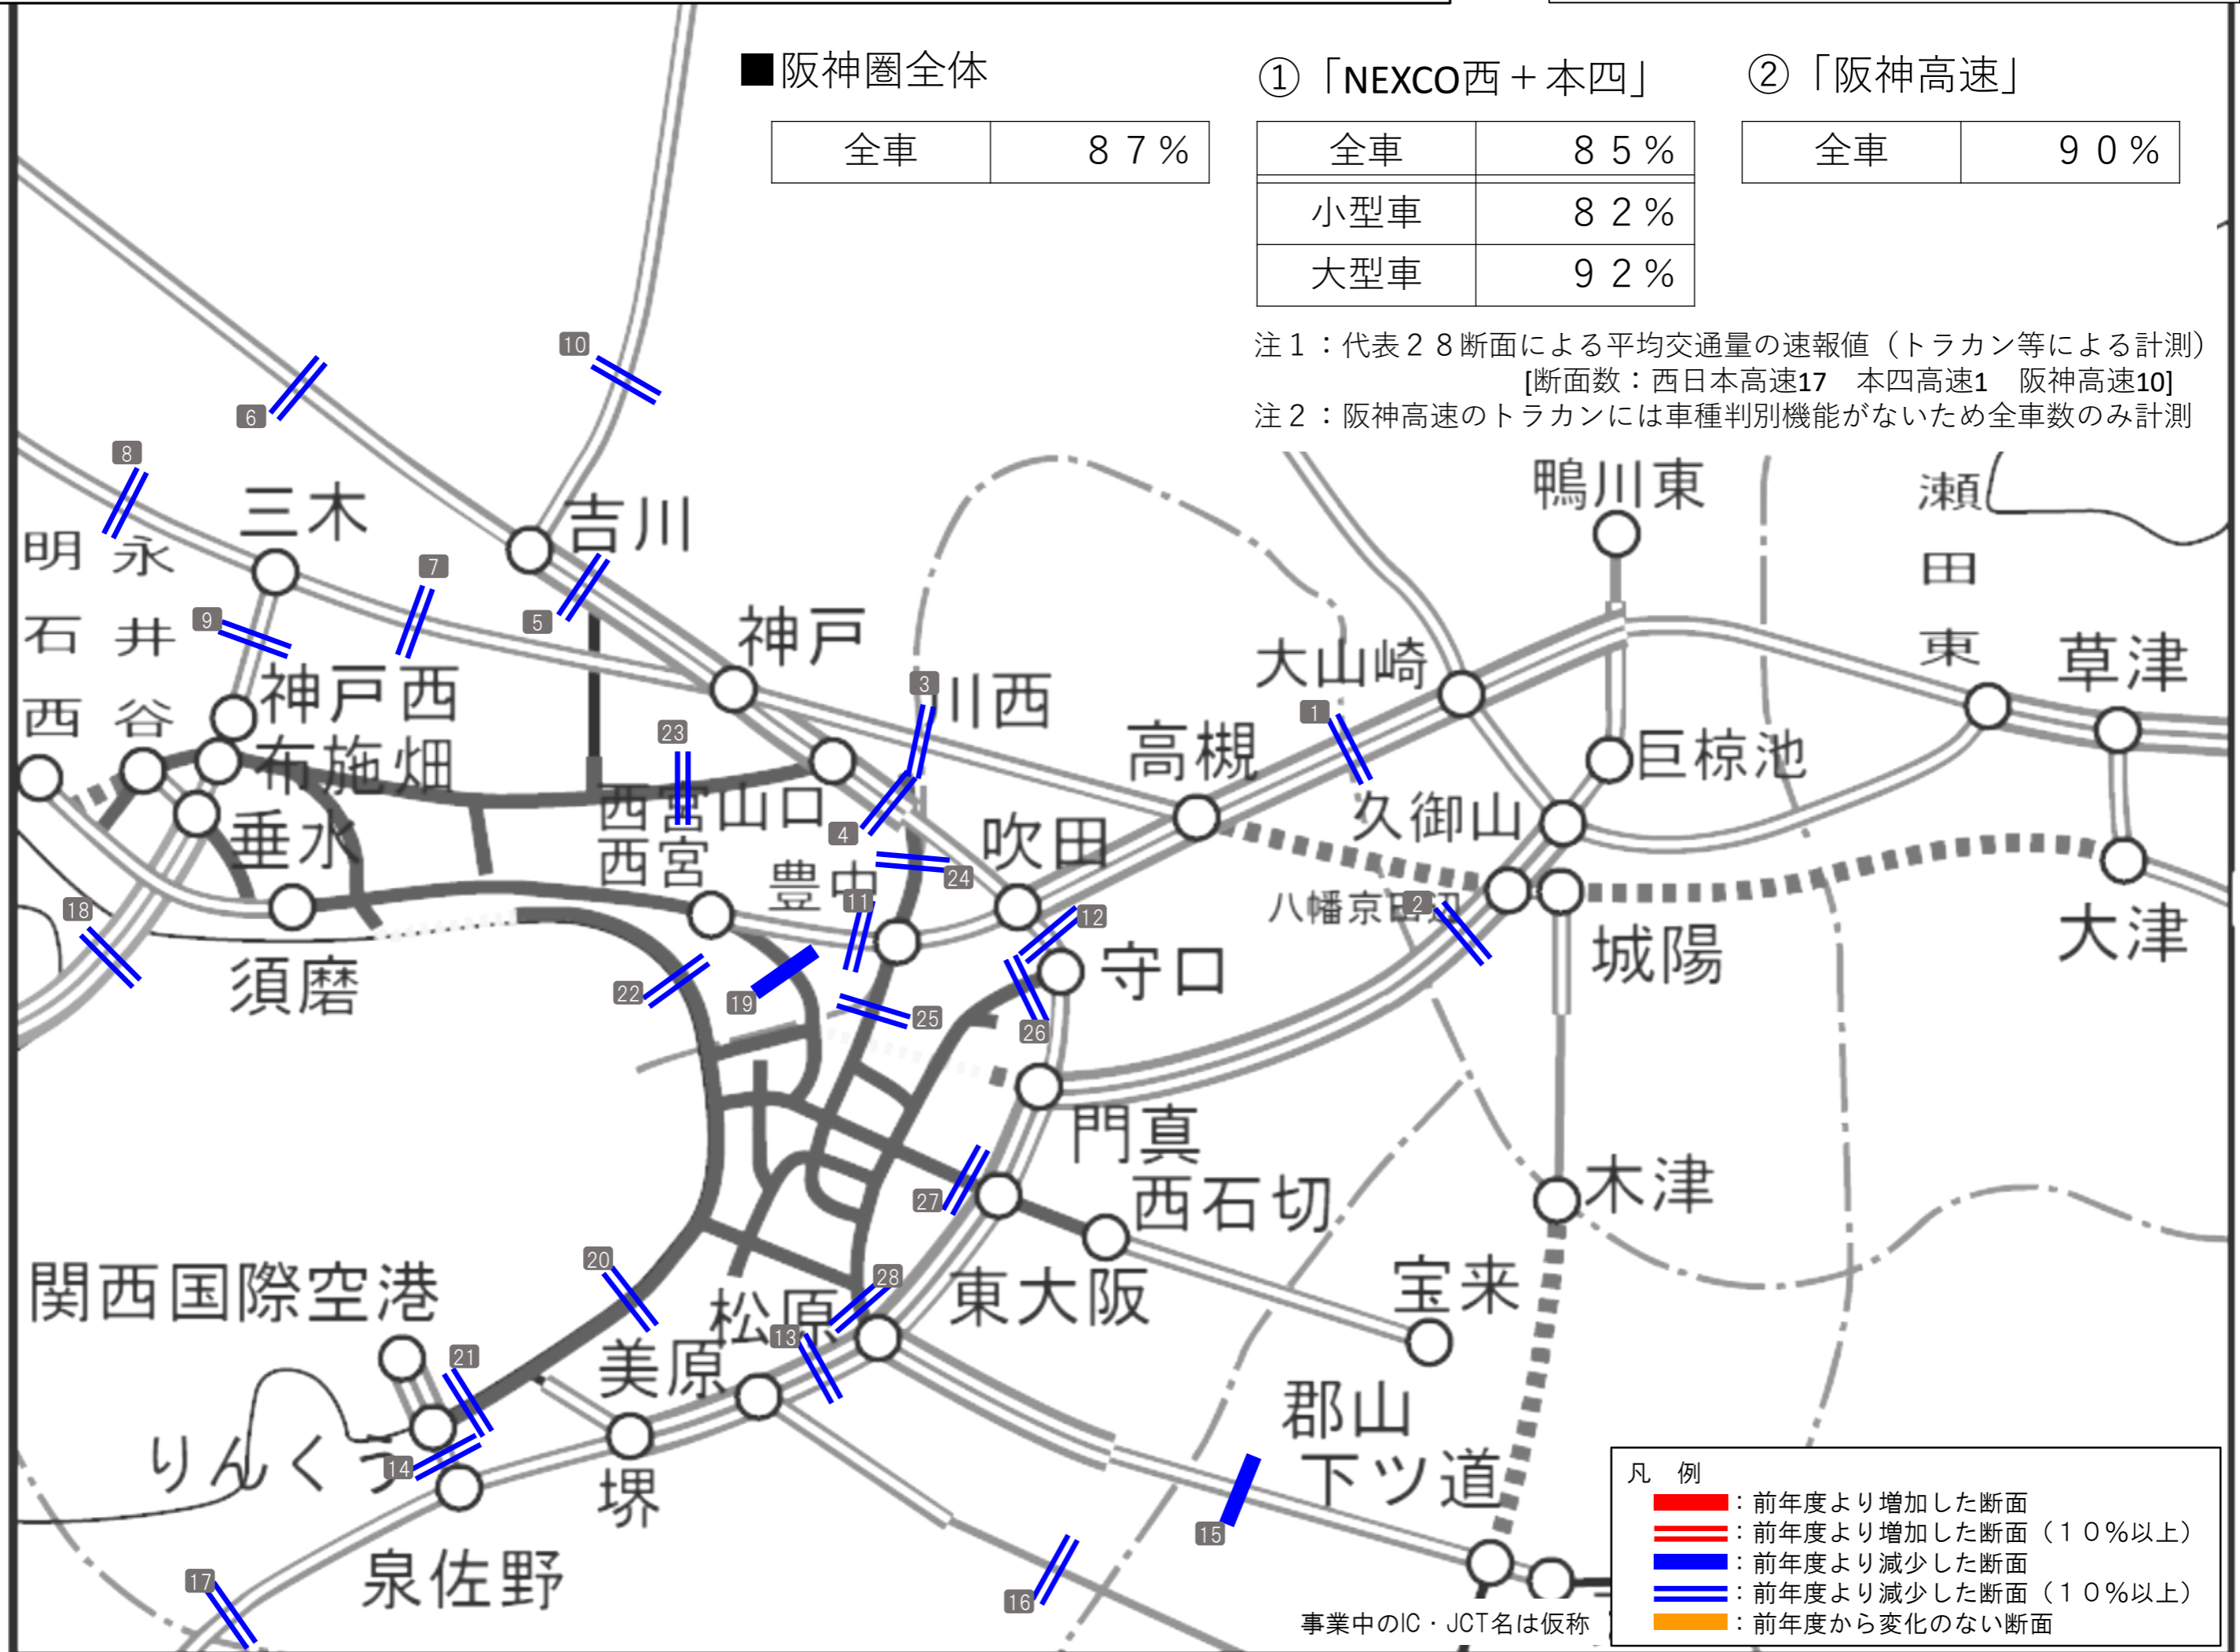 ■阪神圏全体
全車 ８７%
①「NEXCO西＋本四」
全車 ８５%
小型車 ８２%
大型車 ９２%
②「阪神高速」
全車 ９０%
注１：代表２８断面による平均交通量の速報値（トラカン等による計測）
[断面数：西日本高速17　本四高速1　阪神高速10]
注２：阪神高速のトラカンには車種判別機能がないため全車数のみ計測
10
6
8
三木
吉川
7
5
9
明石西
永井谷
神戸西
布施畑
垂水
須磨
18
神戸
3
川西
23
西宮山口
西宮
4
24
豊中
11
吹田
12
高槻
大山崎
1
鴨川東
瀬田東
草津
巨椋池
久御山
八幡京田辺
2
城陽
大津
守口
22
19
25
26
門真
西石切
27
木津
宝来
東大阪
28
松原
13
20
関西国際空港
21
美原
りんくう
14
堺
泉佐野
17
16
15
郡山
下ツ道
事業中のIC・JCT名は仮称
凡　例
：前年度より増加した断面
：前年度より増加した断面（１０％以上）
：前年度より減少した断面
：前年度より減少した断面（１０％以上）
：前年度から変化のない断面